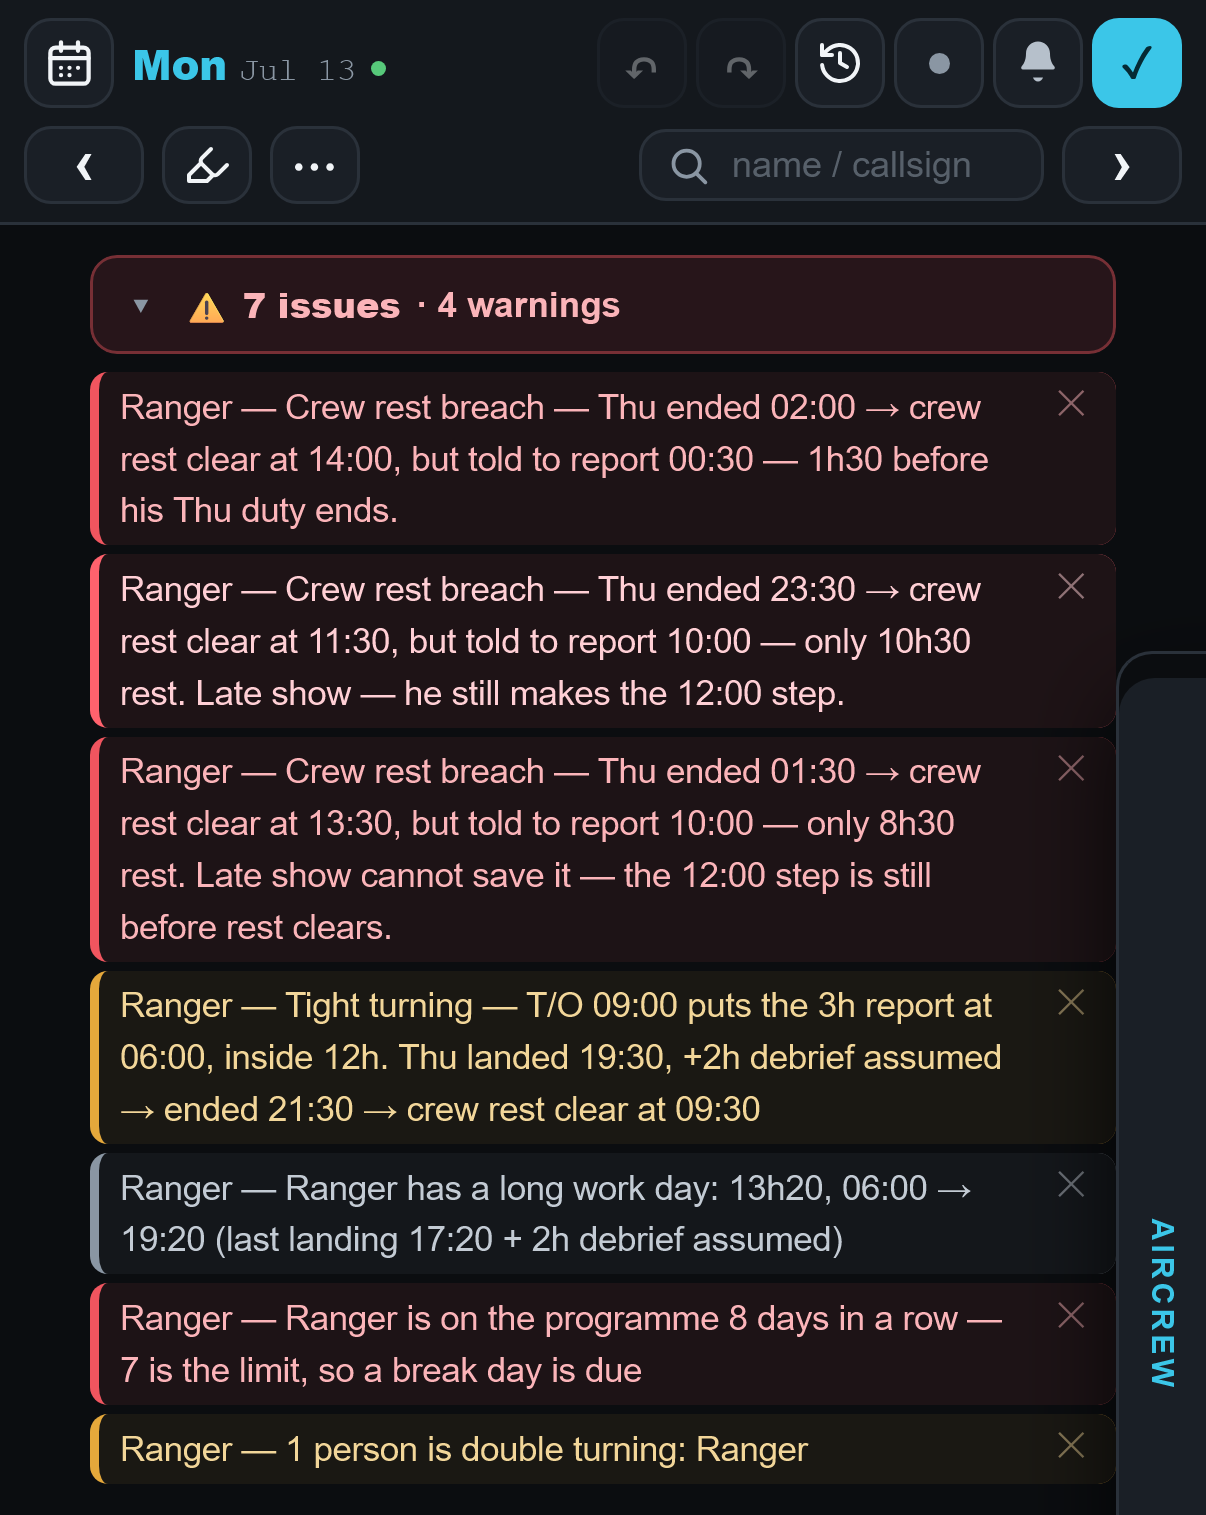 Mon Jul 13
name / callsign
7 issues · 4 warnings
Ranger — Crew rest breach — Thu ended 02:00 → crew
rest clear at 14:00, but told to report 00:30 — 1h30 before
his Thu duty ends.
Ranger — Crew rest breach — Thu ended 23:30 → crew
rest clear at 11:30, but told to report 10:00 — only 10h30
rest. Late show — he still makes the 12:00 step.
Ranger — Crew rest breach — Thu ended 01:30 → crew
rest clear at 13:30, but told to report 10:00 — only 8h30
rest. Late show cannot save it — the 12:00 step is still
before rest clears.
Ranger — Tight turning — T/O 09:00 puts the 3h report at
06:00, inside 12h. Thu landed 19:30, +2h debrief assumed
→ ended 21:30 → crew rest clear at 09:30
Ranger — Ranger has a long work day: 13h20, 06:00 →
19:20 (last landing 17:20 + 2h debrief assumed)
Ranger — Ranger is on the programme 8 days in a row —
7 is the limit, so a break day is due
Ranger — 1 person is double turning: Ranger
AIRCREW